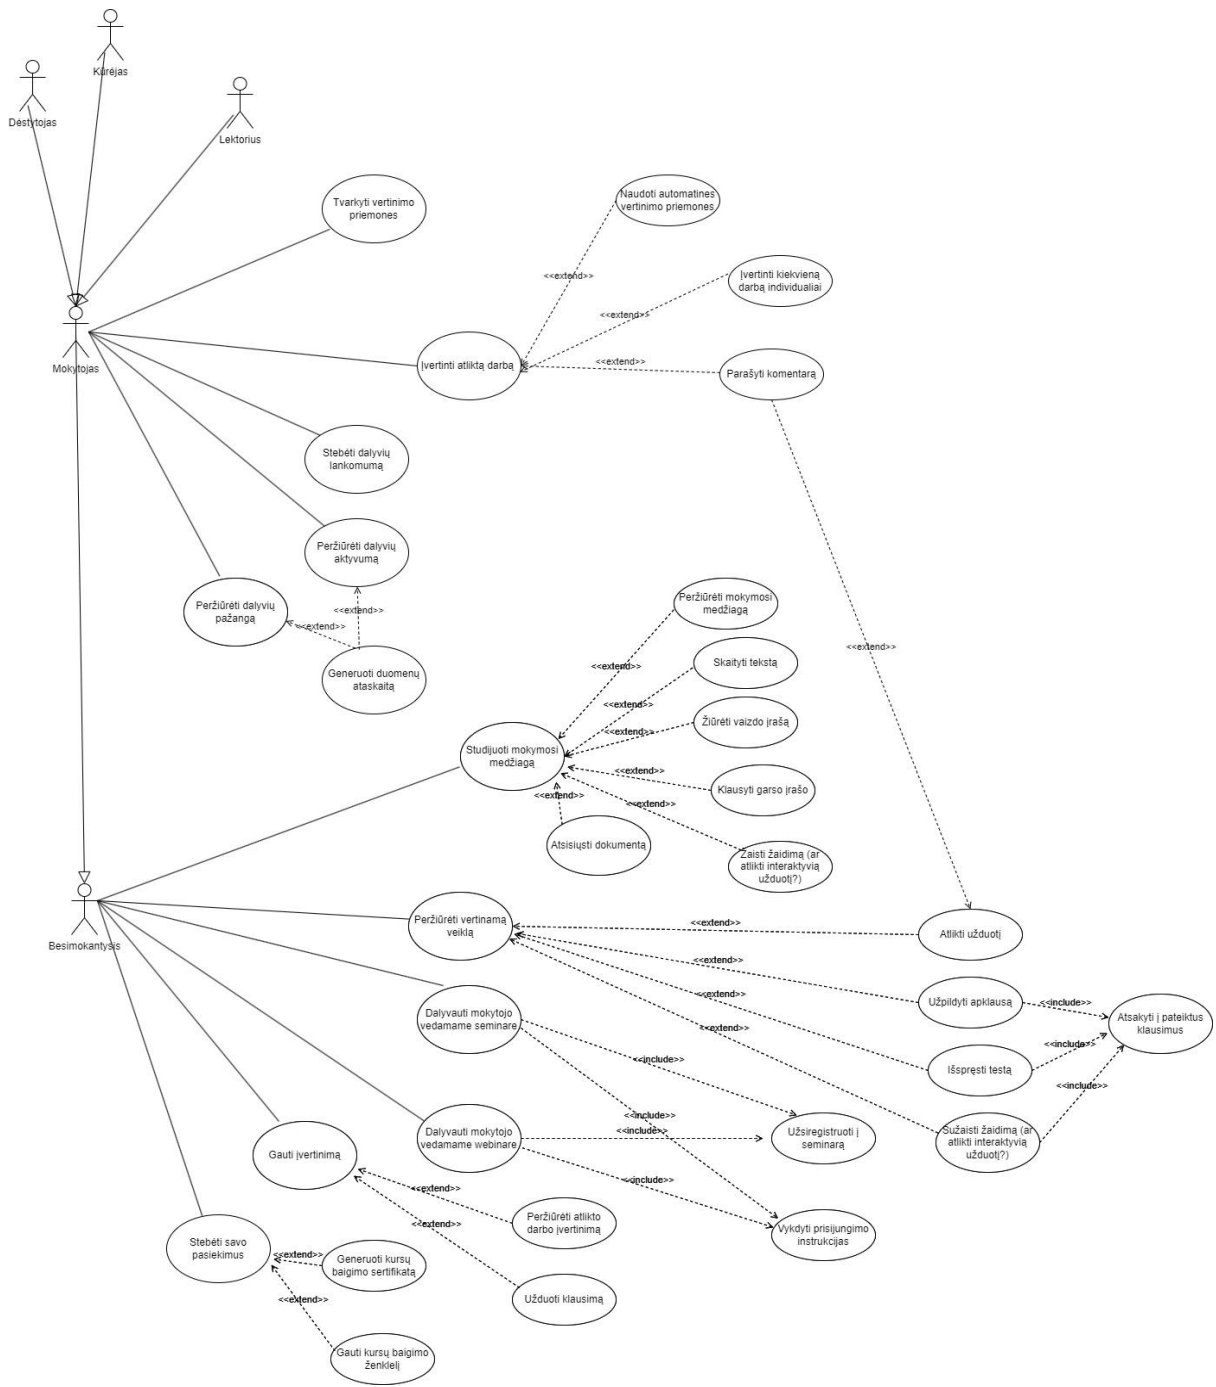 Kūrėjas
Dėstytojas
Lektorius
Tvarkyti vertinimo
priemones
Naudoti automatines
vertinimo priemones
<<extend>>
Įvertinti kiekvieną
darbą individualiai
<<extend>>
Mokytojas
Įvertinti atliktą darbą
<<extend>>
Parašyti komentarą
Stebėti dalyvių
lankomumą
Peržiūrėti dalyvių
aktyvumą
Peržiūrėti dalyvių
pažangą
<<extend>>
<<extend>>
Generuoti duomenų
ataskaitą
Peržiūrėti mokymosi
medžiagą
<<extend>>
<<extend>>
Skaityti tekstą
<<extend>>
Žiūrėti vaizdo įrašą
<<extend>>
Studijuoti mokymosi
medžiagą
<<extend>>
Klausyti garso įrašo
<<extend>>
<<extend>>
Atsisiųsti dokumentą
Žaisti žaidimą (ar
atlikti interaktyvią
užduotį?)
Besimokantysis
Peržiūrėti vertinamą
veiklą
<<extend>>
Atlikti užduotį
<<extend>>
Užpildyti apklausą
<<include>>
Atsakyti į pateiktus
klausimus
<<extend>>
Dalyvauti mokytojo
vedamame seminare
<<extend>>
<<include>>
Išspręsti testą
<<include>>
<<include>>
<<include>>
<<include>>
Dalyvauti mokytojo
vedamame webinare
Užsiregistruoti į
seminarą
Sužaisti žaidimą (ar
atlikti interaktyvią
užduotį?)
Gauti įvertinimą
<<include>>
<<extend>>
<<extend>>
Peržiūrėti atlikto
darbo įvertinimą
Vykdyti prisijungimo
instrukcijas
Stebėti savo
pasiekimus
<<extend>>
Generuoti kursų
baigimo sertifikatą
<<extend>>
Užduoti klausimą
Gauti kursų baigimo
ženklelį